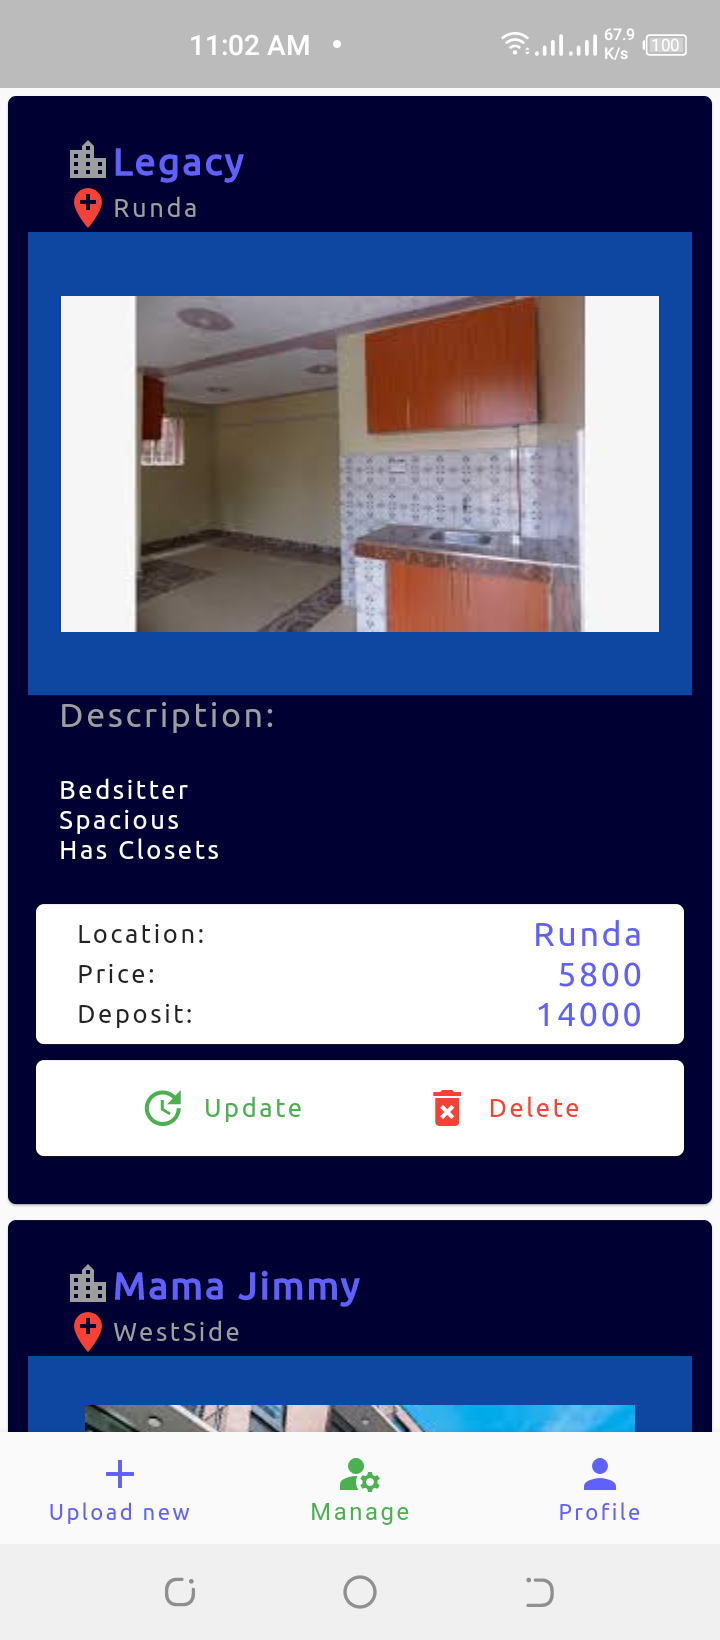 11:02 AM
67.9
K/s
100
Legacy
Runda
Description:
Bedsitter
Spacious
Has Closets
Location: Runda
Price: 5800
Deposit: 14000
Update Delete
Mama Jimmy
WestSide
Upload new Manage Profile